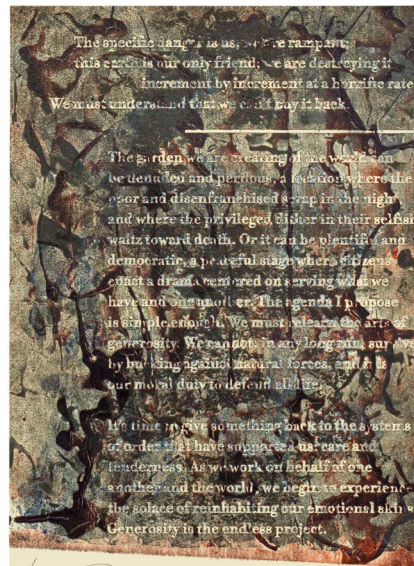 The specific danger is us; we're rampant;
this earth is our only friend; we are destroying it
increment by increment at a horrific rate
We must understand that we can't buy it back.
The garden we are creating of the world can
be denuded and perilous, a location where the
poor and disenfranchised scrap in the night
and where the privileged dither in their selfish
waltz toward death. Or it can be plentiful and
democratic, a peaceful stage where citizens
enact a drama centered on serving what we
have and one another. The agenda I propose
is simple enough. We must relearn the arts of
generosity. We cannot, in any long run, survive
by bucking against natural forces, and it is
our moral duty to defend all life.
It's time to give something back to the systems
of order that have supported us: care and
tenderness. As we work on behalf of one
another and the world, we begin to experience
the solace of reinhabiting our emotional skin
Generosity is the endless project.